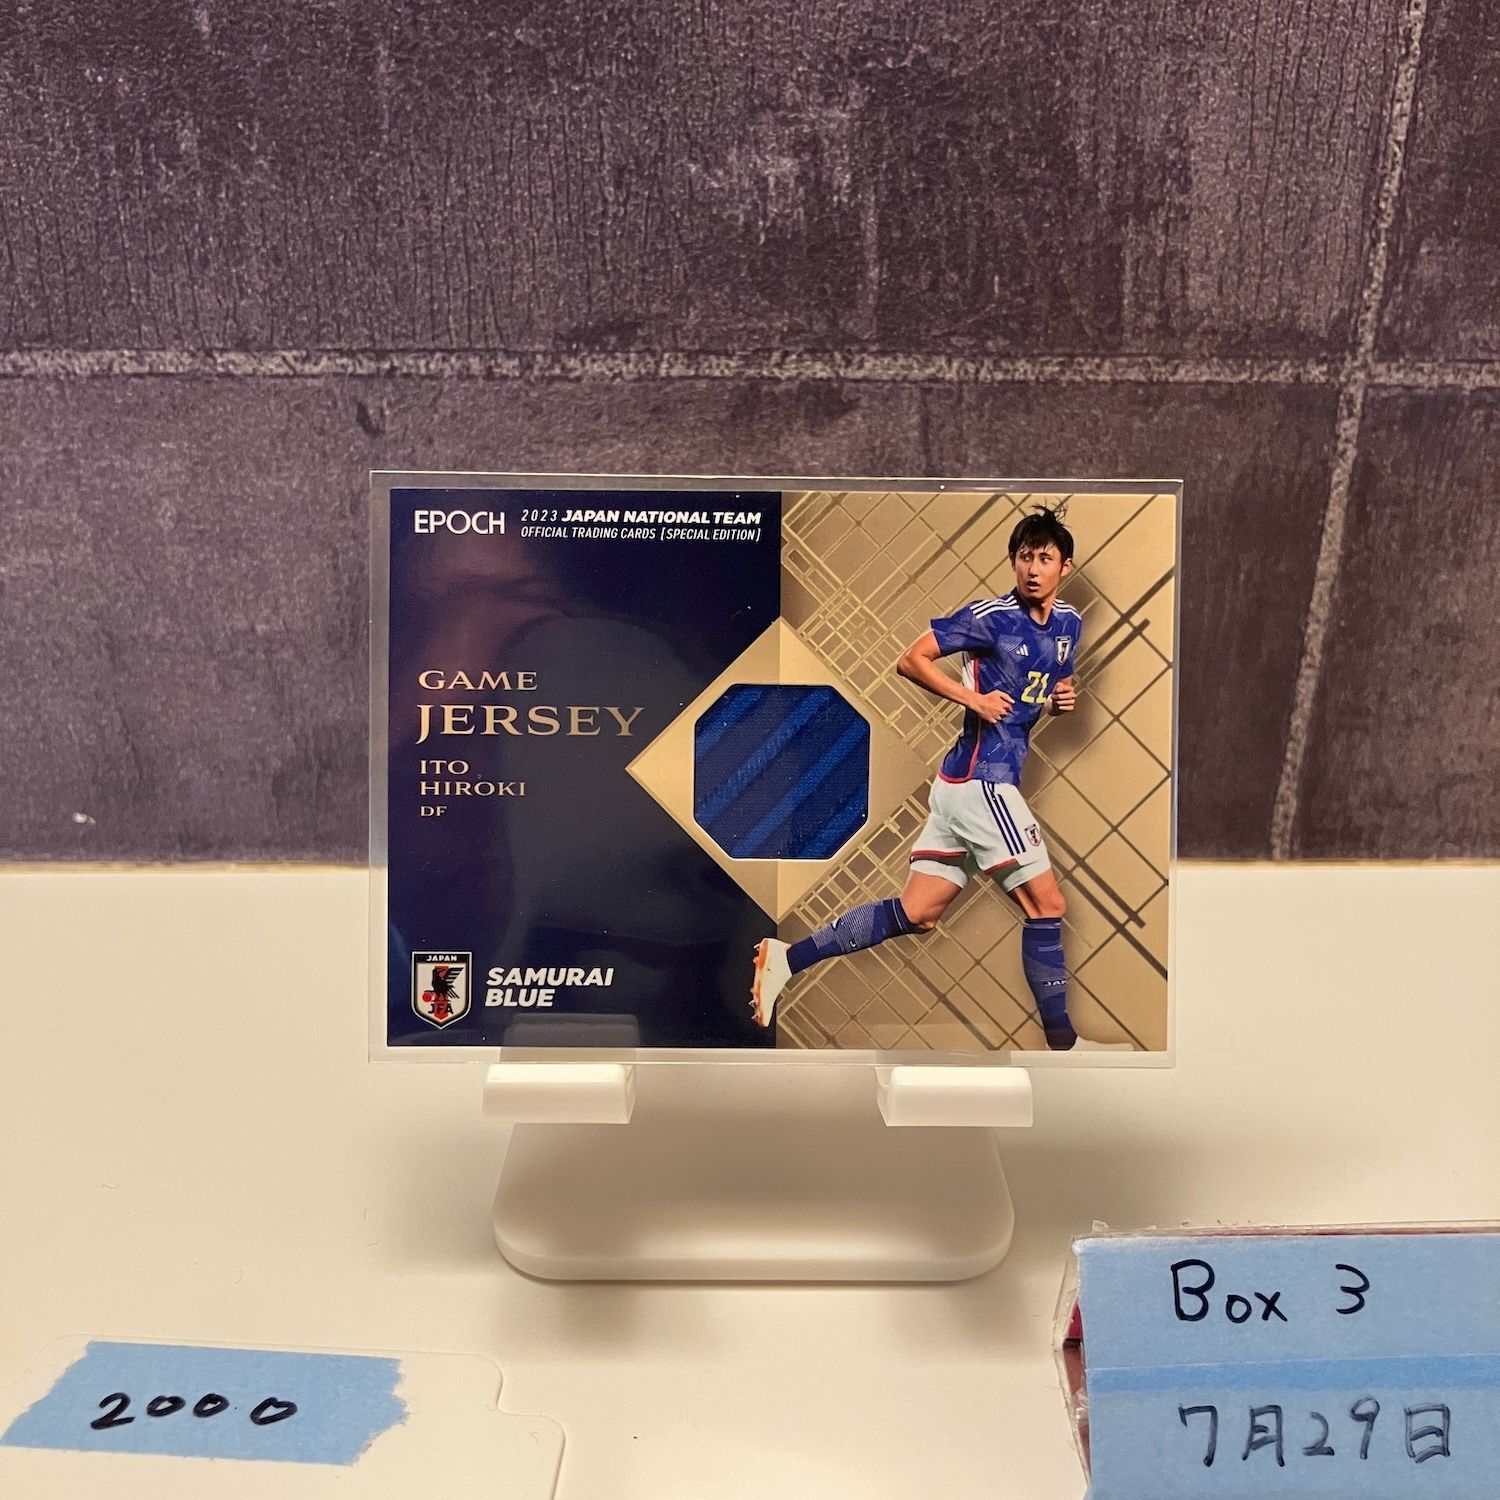 EPOCH
2023 JAPAN NATIONAL TEAM
OFFICIAL TRADING CARDS [SPECIAL EDITION]
GAME
JERSEY
ITO
HIROKI
DF
21
JAPAN
JFA
SAMURAI
BLUE
2000
Box 3
7月29日